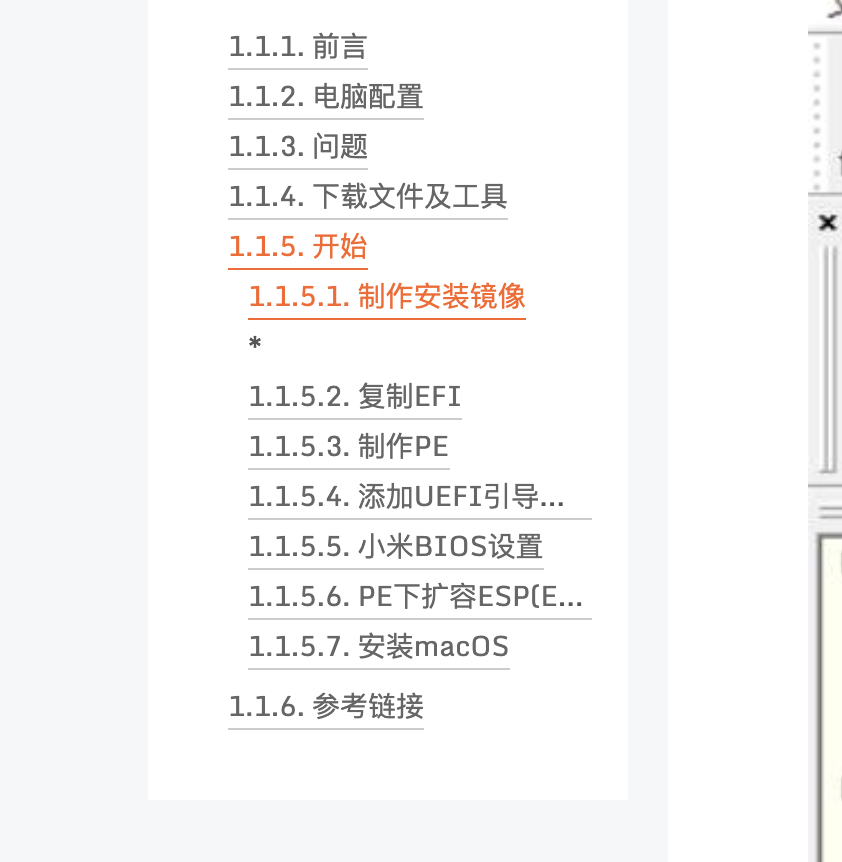 1.1.1. 前言
1.1.2. 电脑配置
1.1.3. 问题
1.1.4. 下载文件及工具
1.1.5. 开始
1.1.5.1. 制作安装镜像
*
1.1.5.2. 复制EFI
1.1.5.3. 制作PE
1.1.5.4. 添加UEFI引导...
1.1.5.5. 小米BIOS设置
1.1.5.6. PE下扩容ESP(E...
1.1.5.7. 安装macOS
1.1.6. 参考链接